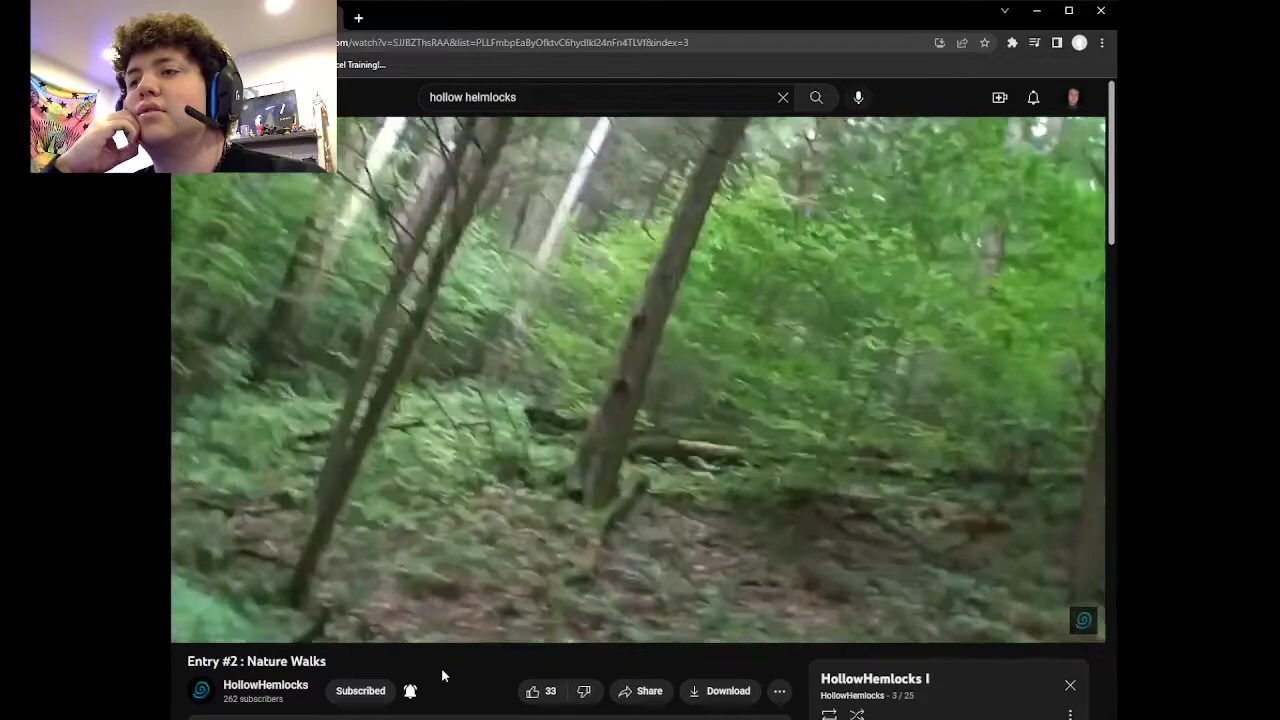 om/watch?v=SJJBZThsRAA&list=PLLFmbpEaByOfktvC6hydIkI24nFn4TLVf&index=3
cel Training!...
hollow helmlocks
Entry #2 : Nature Walks
HollowHemlocks
262 subscribers
Subscribed
33
Share
Download
HollowHemlocks I
HollowHemlocks - 3 / 25